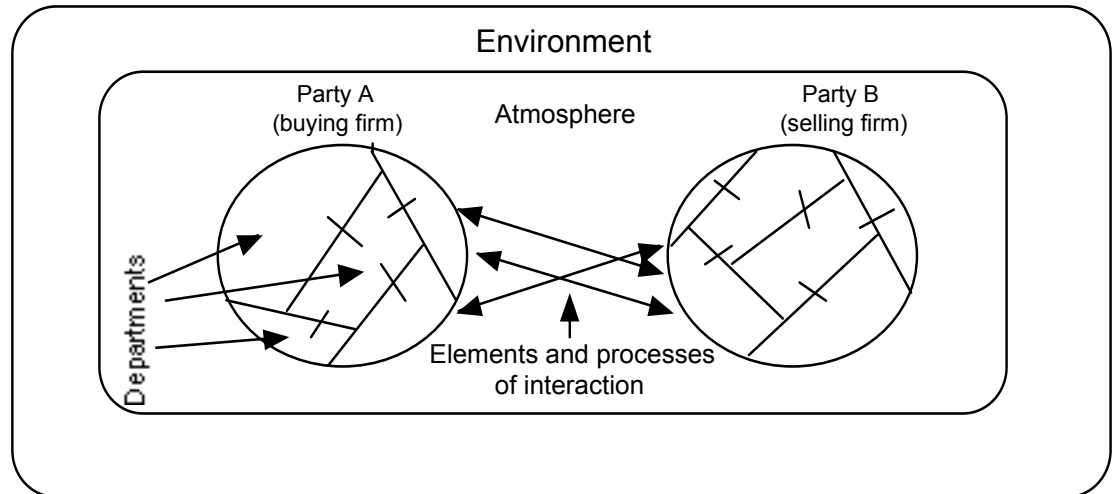 Environment
Party A
(buying firm)
Atmosphere
Party B
(selling firm)
Departments
Elements and processes
of interaction